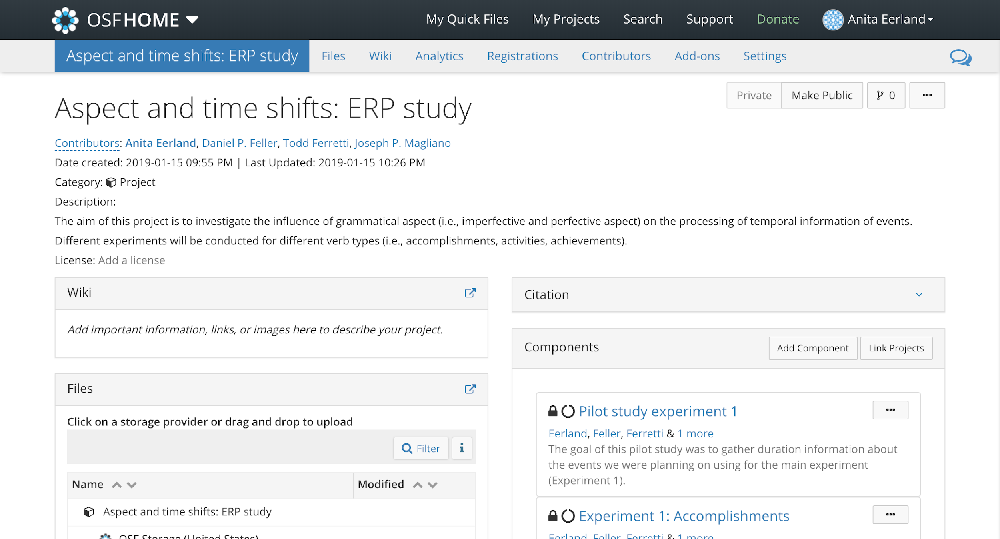 OSFHOME
My Quick Files My Projects Search Support Donate Anita Eerland
Aspect and time shifts: ERP study Files Wiki Analytics Registrations Contributors Add-ons Settings
Private Make Public 0 ...
Aspect and time shifts: ERP study
Contributors: Anita Eerland, Daniel P. Feller, Todd Ferretti, Joseph P. Magliano
Date created: 2019-01-15 09:55 PM | Last Updated: 2019-01-15 10:26 PM
Category: Project
Description:
The aim of this project is to investigate the influence of grammatical aspect (i.e., imperfective and perfective aspect) on the processing of temporal information of events.
Different experiments will be conducted for different verb types (i.e., accomplishments, activities, achievements).
License: Add a license
Wiki
Add important information, links, or images here to describe your project.
Files
Click on a storage provider or drag and drop to upload
Filter i
Name Modified
Aspect and time shifts: ERP study
OSF Storage (United States)
Citation
Components Add Component Link Projects
Pilot study experiment 1 ...
Eerland, Feller, Ferretti & 1 more
The goal of this pilot study was to gather duration information about
the events we were planning on using for the main experiment
(Experiment 1).
Experiment 1: Accomplishments ...
Eerland, Feller, Ferretti & 1 more